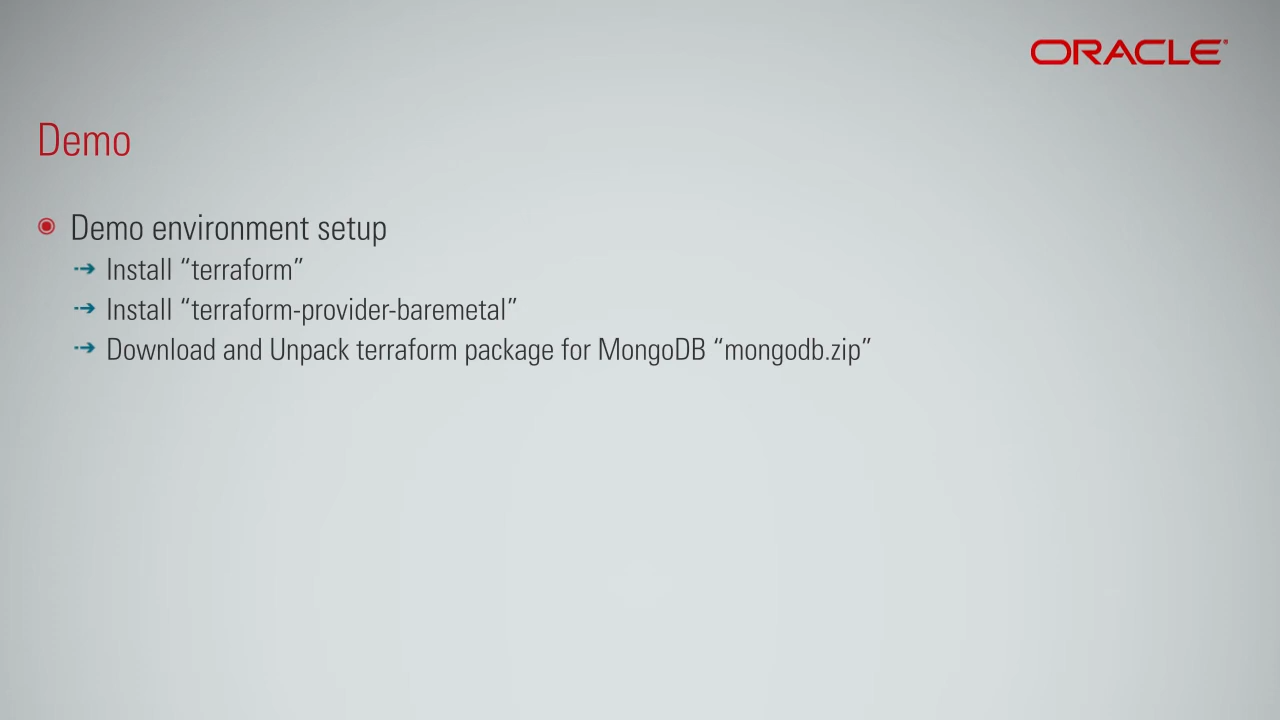 ORACLE
Demo
Demo environment setup
Install “terraform”
Install “terraform-provider-baremetal”
Download and Unpack terraform package for MongoDB “mongodb.zip”